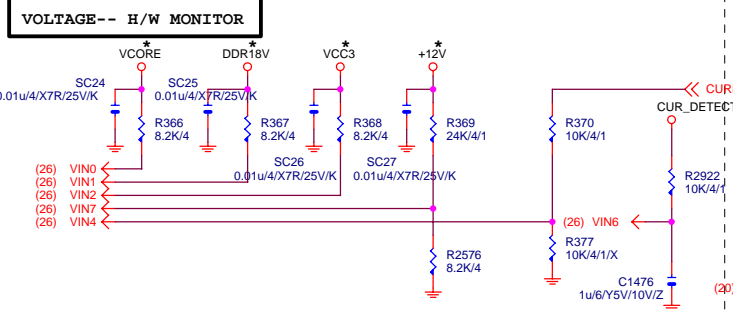 VOLTAGE-- H/W MONITOR
* * * *
VCORE DDR18V VCC3 +12V
SC24 SC25
0.01u/4/X7R/25V/K 0.01u/4/X7R/25V/K
CUR_DETECT
R366 R367 R368 R369 R370
8.2K/4 8.2K/4 8.2K/4 24K/4/1 10K/4/1
SC26 SC27
0.01u/4/X7R/25V/K 0.01u/4/X7R/25V/K
R2922
10K/4/1
(26) VIN0
(26) VIN1
(26) VIN2
(26) VIN7
(26) VIN4
(26) VIN6
R377
10K/4/1/X
R2576
8.2K/4
C1476
1u/6/Y5V/10V/Z